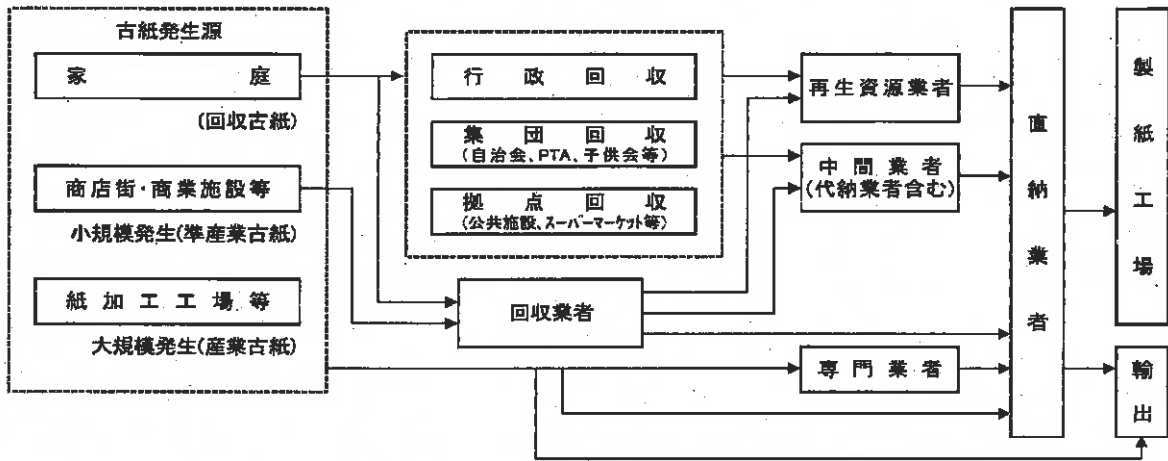 古紙発生源
家庭
(回収古紙)
商店街・商業施設等
小規模発生(準産業古紙)
紙加工工場等
大規模発生(産業古紙)
行政回収
集団回収
(自治会、PTA、子供会等)
拠点回収
(公共施設、スーパーマーケット等)
回収業者
再生資源業者
中間業者
(代納業者含む)
専門業者
直納業者
製紙工場
輸出